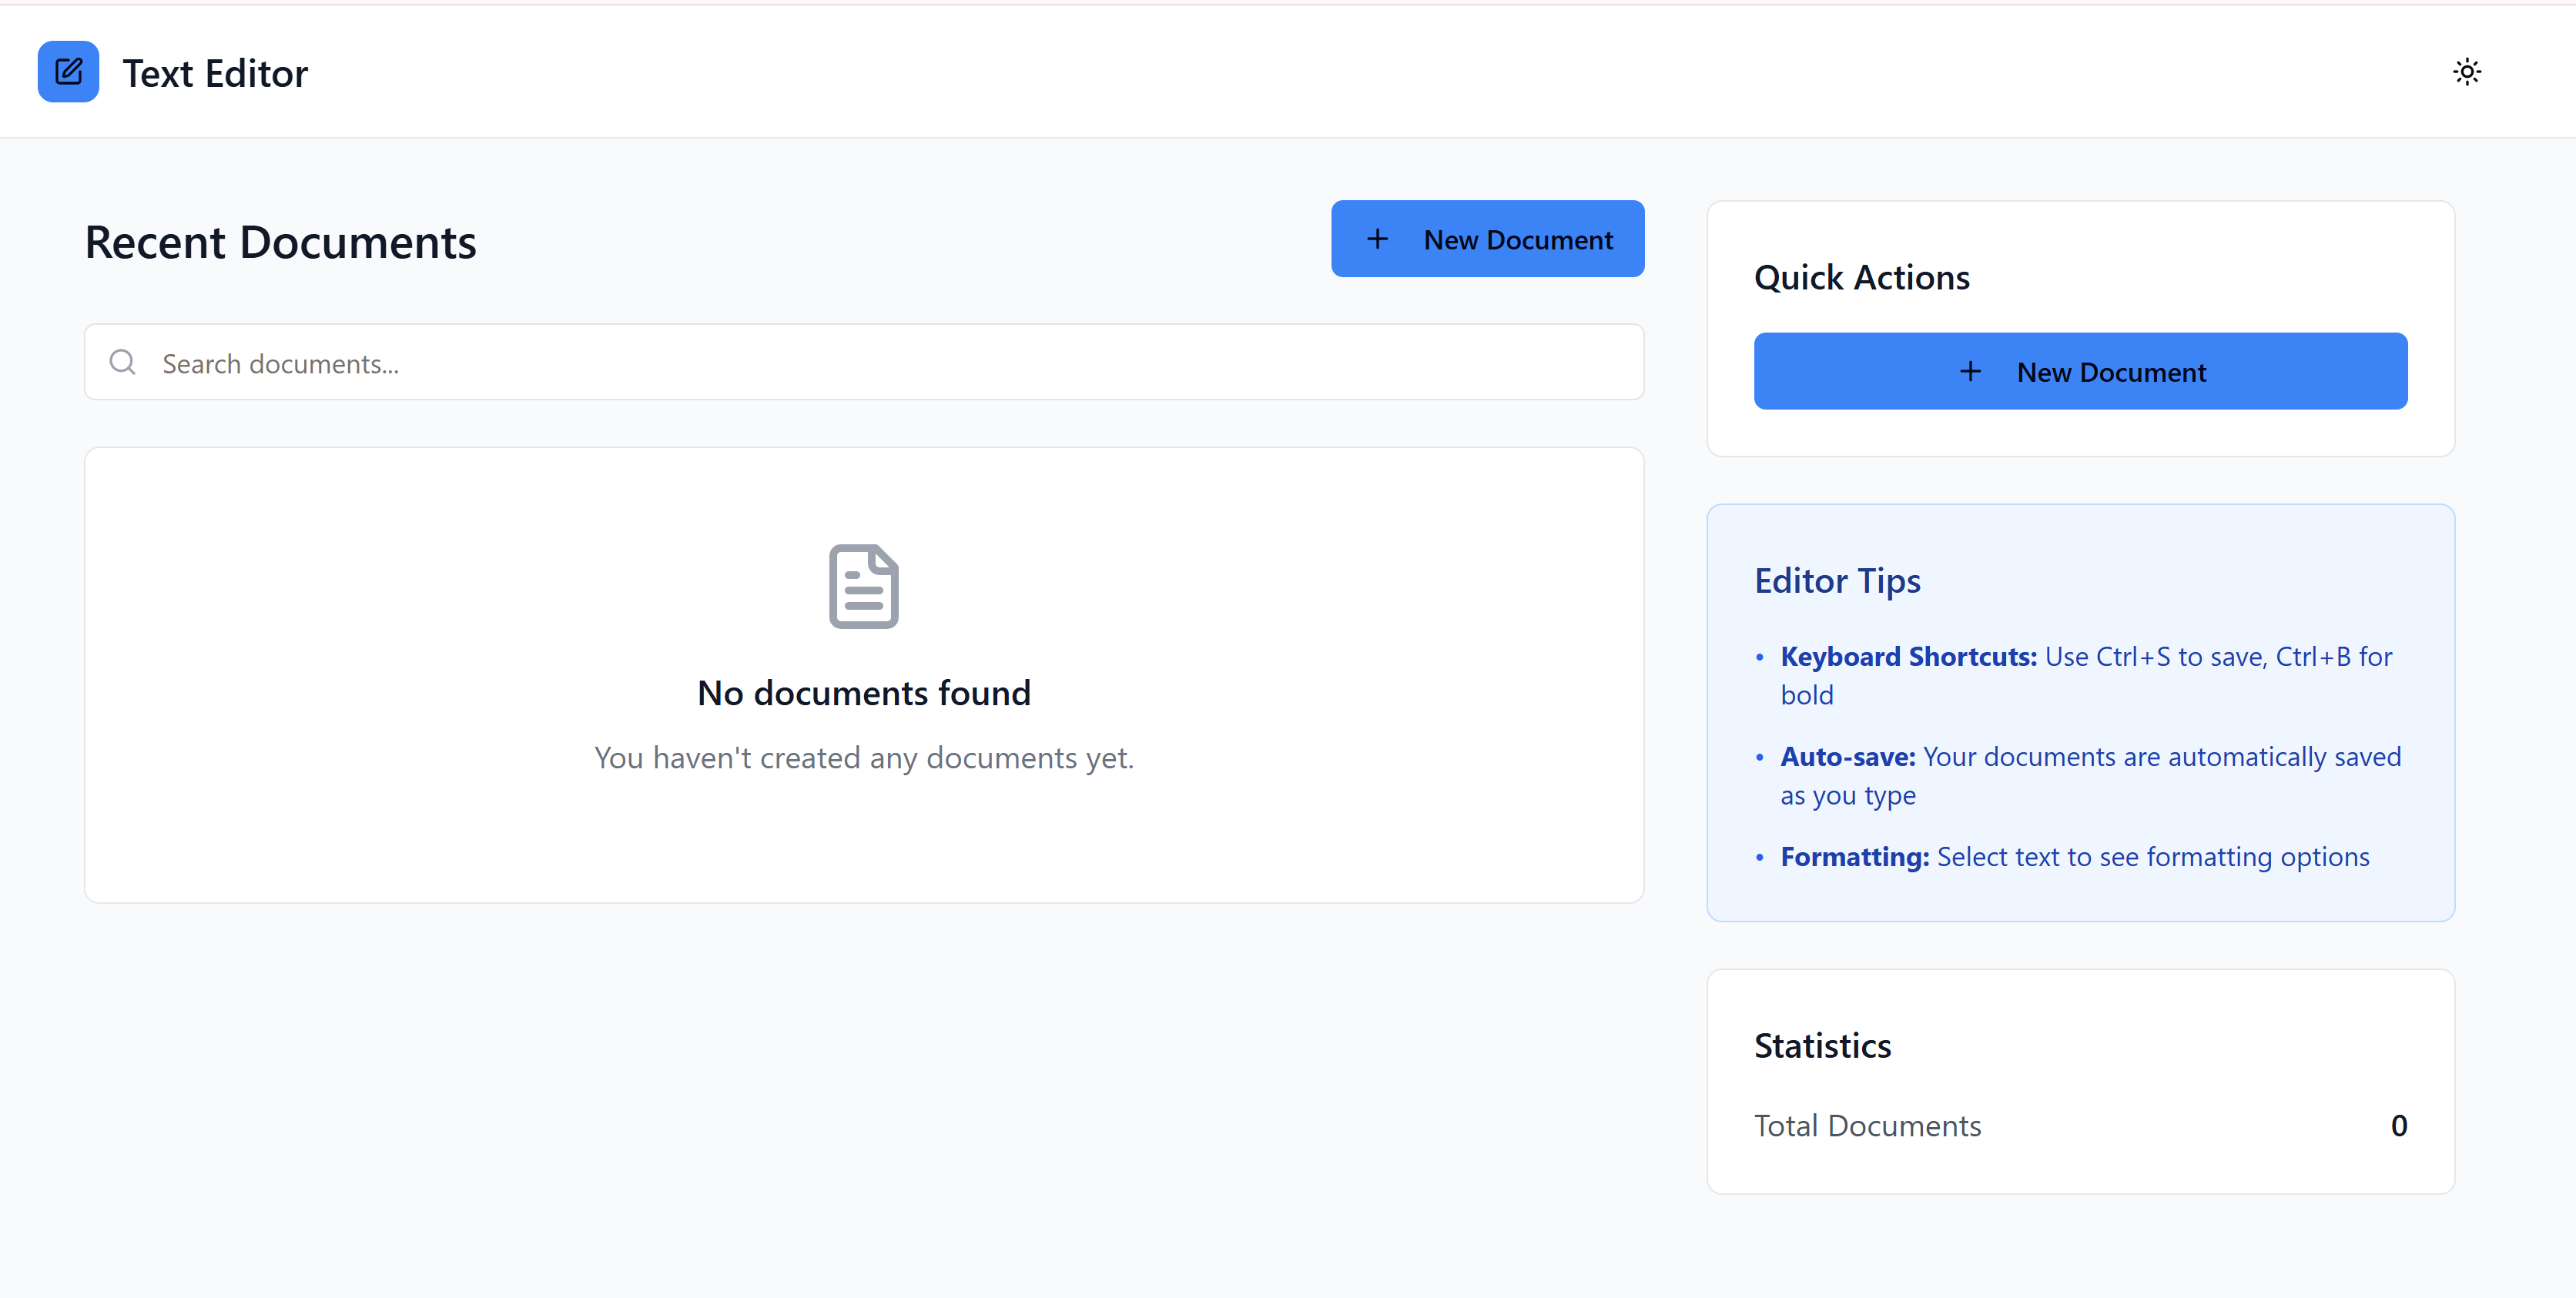 Text Editor
Recent Documents
New Document
Search documents...
No documents found
You haven't created any documents yet.
Quick Actions
New Document
Editor Tips
• Keyboard Shortcuts: Use Ctrl+S to save, Ctrl+B for
bold
• Auto-save: Your documents are automatically saved
as you type
• Formatting: Select text to see formatting options
Statistics
Total Documents 0